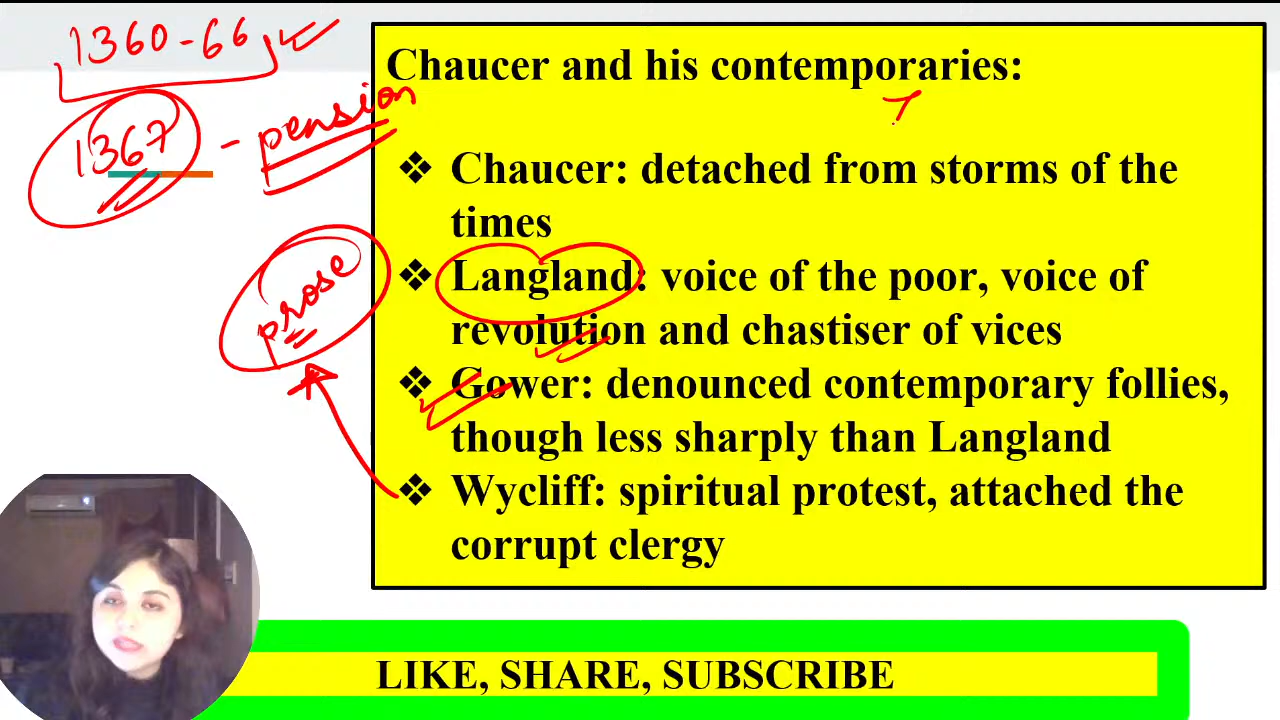 1360-66
1367 - pension
prose
Chaucer and his contemporaries:
❖ Chaucer: detached from storms of the
times
❖ Langland: voice of the poor, voice of
revolution and chastiser of vices
❖ Gower: denounced contemporary follies,
though less sharply than Langland
❖ Wycliff: spiritual protest, attached the
corrupt clergy
LIKE, SHARE, SUBSCRIBE